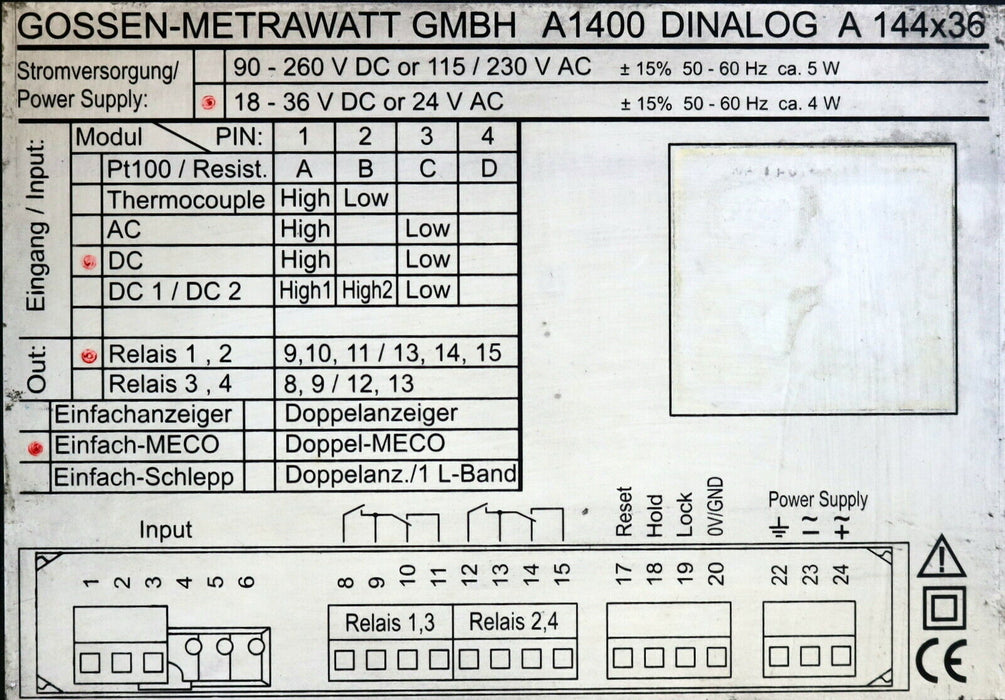 GOSSEN-METRAWATT GMBH A1400 DINALOG A 144x36
Stromversorgung/
Power Supply:
90 - 260 V DC or 115 / 230 V AC ± 15% 50 - 60 Hz ca. 5 W
18 - 36 V DC or 24 V AC ± 15% 50 - 60 Hz ca. 4 W
Eingang / Input:
Modul PIN: 1 2 3 4
Pt100 / Resist. A B C D
Thermocouple High Low
AC High Low
DC High Low
DC 1 / DC 2 High1 High2 Low
Out:
Relais 1 , 2 9,10, 11 / 13, 14, 15
Relais 3 , 4 8, 9 / 12, 13
Einfachanzeiger Doppelanzeiger
Einfach-MECO Doppel-MECO
Einfach-Schlepp Doppelanz./1 L-Band
Input
Reset
Hold
Lock
0V/GND
Power Supply
1 2 3 4 5 6 8 9 10 11 12 13 14 15 17 18 19 20 22 23 24
Relais 1,3 Relais 2,4
CE